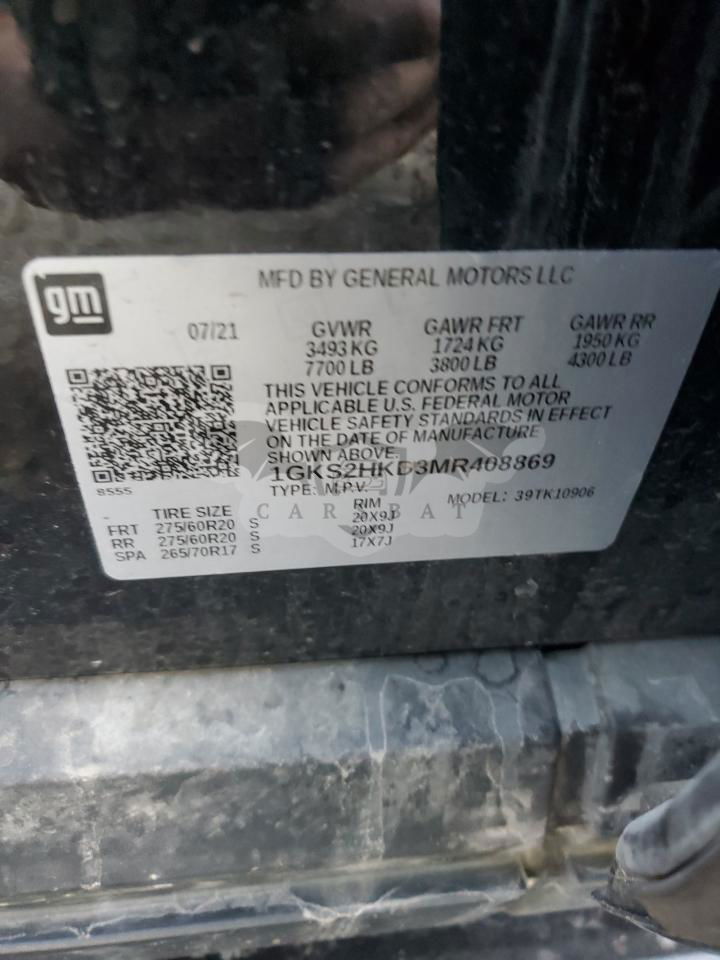 gm
MFD BY GENERAL MOTORS LLC
07/21 GVWR GAWR FRT GAWR RR
3493 KG 1724 KG 1950 KG
7700 LB 3800 LB 4300 LB
THIS VEHICLE CONFORMS TO ALL
APPLICABLE U.S. FEDERAL MOTOR
VEHICLE SAFETY STANDARDS IN EFFECT
ON THE DATE OF MANUFACTURE
SHOWN ABOVE.
1GKS2HKD3MR408869
8555
TYPE: M.P.V. MODEL: 39TK10906
TIRE SIZE RIM
FRT 275/60R20 S 20X9J
RR 275/60R20 S 20X9J
SPA 265/70R17 S 17X7J
CAR BAT